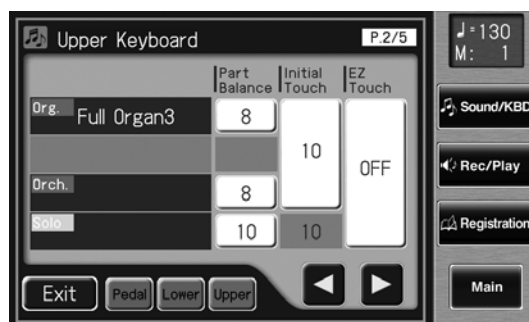 Upper Keyboard P.2/5
♩=130
M: 1
Part Balance Initial Touch EZ Touch
Org. Full Organ3 8
10 OFF
Orch. 8
Solo 10 10
Sound/KBD
Rec/Play
Registration
Main
Exit Pedal Lower Upper